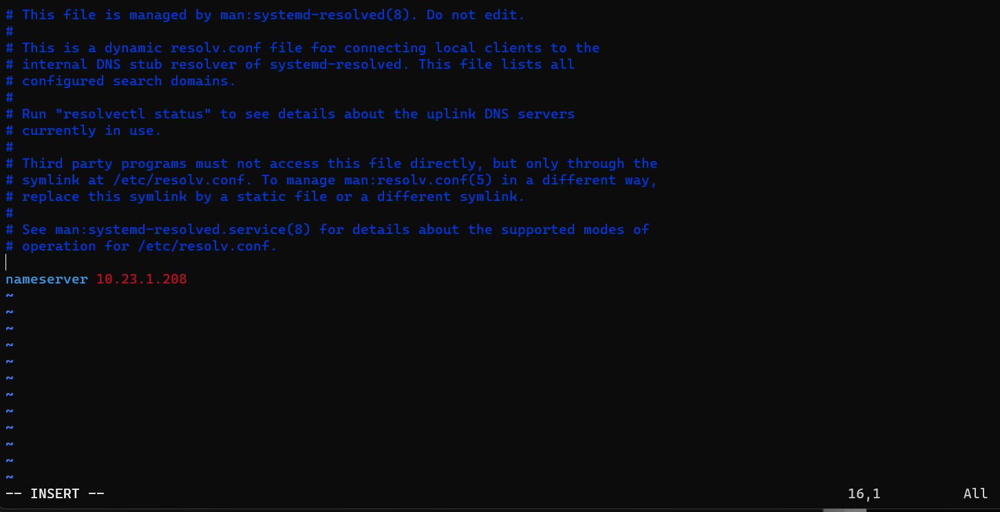 # This file is managed by man:systemd-resolved(8). Do not edit.
#
# This is a dynamic resolv.conf file for connecting local clients to the
# internal DNS stub resolver of systemd-resolved. This file lists all
# configured search domains.
#
# Run "resolvectl status" to see details about the uplink DNS servers
# currently in use.
#
# Third party programs must not access this file directly, but only through the
# symlink at /etc/resolv.conf. To manage man:resolv.conf(5) in a different way,
# replace this symlink by a static file or a different symlink.
#
# See man:systemd-resolved.service(8) for details about the supported modes of
# operation for /etc/resolv.conf.

nameserver 10.23.1.208
~
~
~
~
~
~
~
~
~
~
~
~
-- INSERT -- 16,1 All